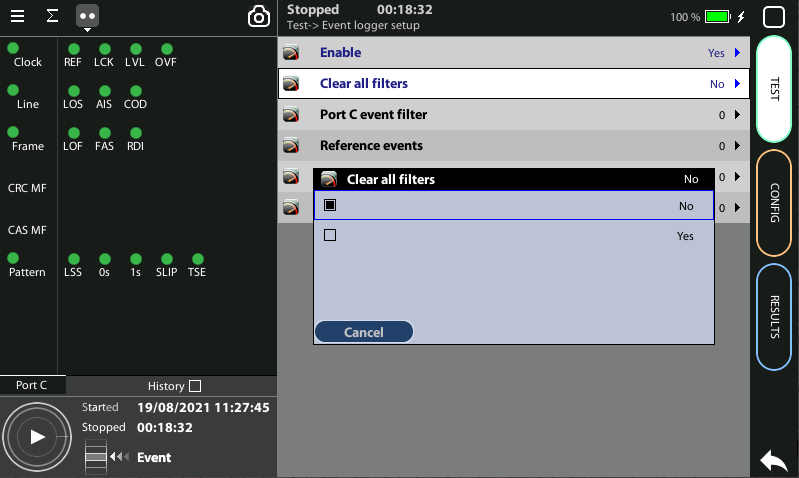 Stopped 00:18:32
Test-> Event logger setup
100 %
Clock REF LCK LVL OVF
Line LOS AIS COD
Frame LOF FAS RDI
CRC MF
CAS MF
Pattern LSS 0s 1s SLIP TSE
Port C History
Started 19/08/2021 11:27:45
Stopped 00:18:32
Event
Enable Yes
Clear all filters No
Port C event filter 0
Reference events 0
0
0
Clear all filters No
No
Yes
Cancel
TEST
CONFIG
RESULTS